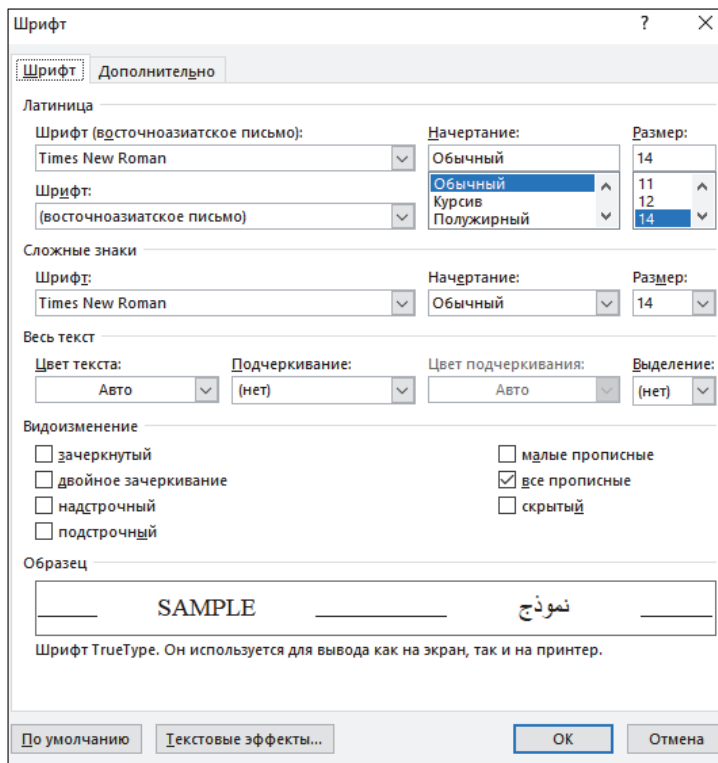 Шрифт ?
Шрифт Дополнительно
Латиница
Шрифт (восточноазиатское письмо): Начертание: Размер:
Times New Roman Обычный 14
Шрифт: Обычный 11
(восточноазиатское письмо) Курсив 12
Полужирный 14
Сложные знаки
Шрифт: Начертание: Размер:
Times New Roman Обычный 14
Весь текст
Цвет текста: Подчеркивание: Цвет подчеркивания: Выделение:
Авто (нет) Авто (нет)
Видоизменение
зачеркнутый малые прописные
двойное зачеркивание все прописные
надстрочный скрытый
подстрочный
Образец
SAMPLE نموذج
Шрифт TrueType. Он используется для вывода как на экран, так и на принтер.
По умолчанию Текстовые эффекты... ОК Отмена